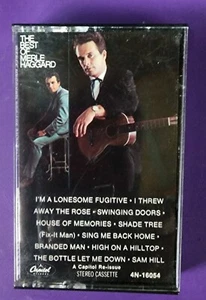 THE
BEST
OF
MERLE
HAGGARD
I'M A LONESOME FUGITIVE • I THREW
AWAY THE ROSE • SWINGING DOORS •
HOUSE OF MEMORIES • SHADE TREE
(Fix-It Man) • SING ME BACK HOME •
BRANDED MAN • HIGH ON A HILLTOP •
THE BOTTLE LET ME DOWN • SAM HILL
Capitol
A Capitol Re-issue
STEREO CASSETTE
4N-16054